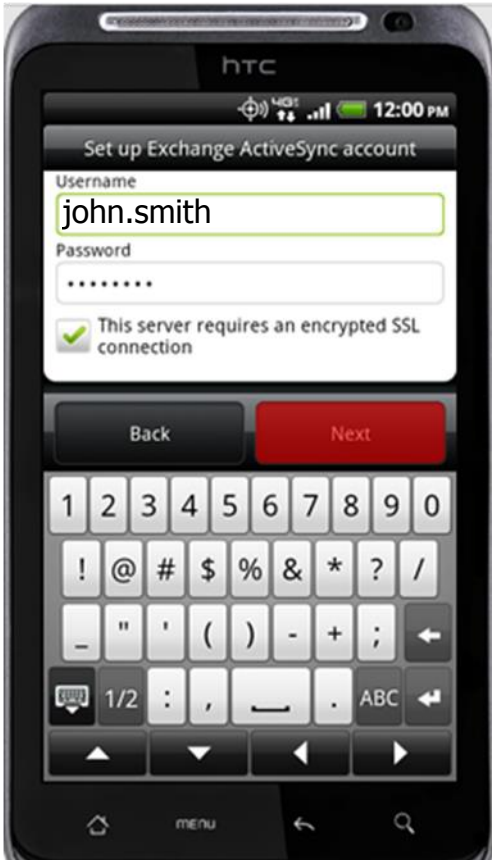 hTC
4G 12:00 PM
Set up Exchange ActiveSync account
Username
john.smith
Password
••••••••
This server requires an encrypted SSL
connection
Back Next
1 2 3 4 5 6 7 8 9 0
! @ # $ % & * ? /
_ " ' ( ) - + ;
1/2 : , . ABC
MENU